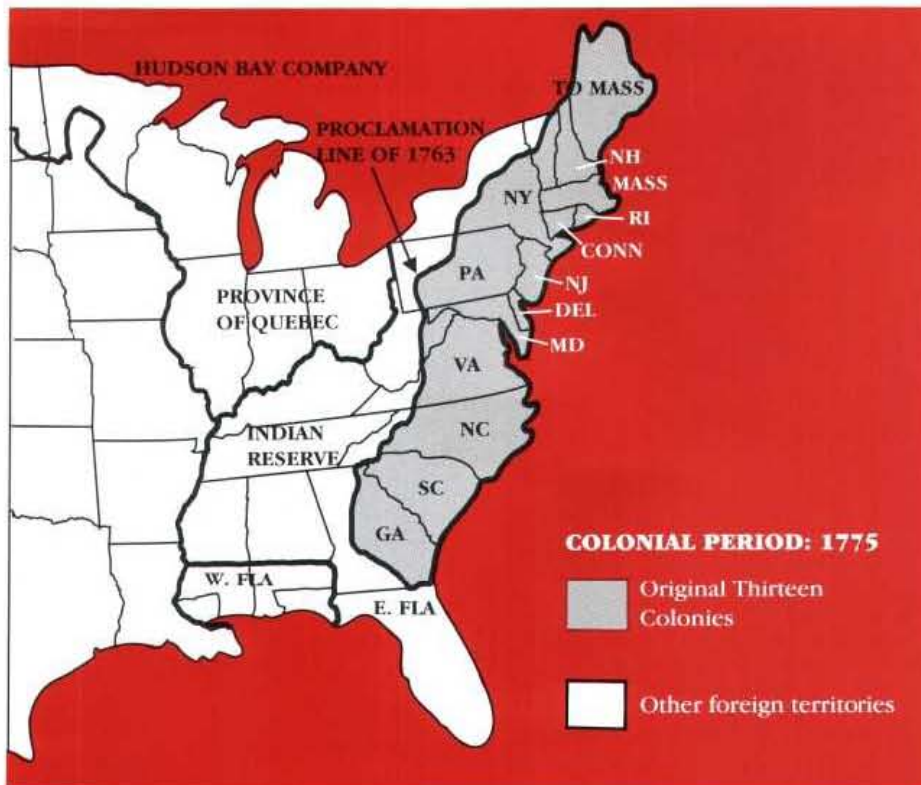 HUDSON BAY COMPANY
TO MASS
PROCLAMATION
LINE OF 1763
NH
MASS
NY
RI
CONN
PA
NJ
PROVINCE
OF QUEBEC
DEL
MD
VA
INDIAN
RESERVE
NC
SC
GA
COLONIAL PERIOD: 1775
W. FLA
Original Thirteen
Colonies
E. FLA
Other foreign territories